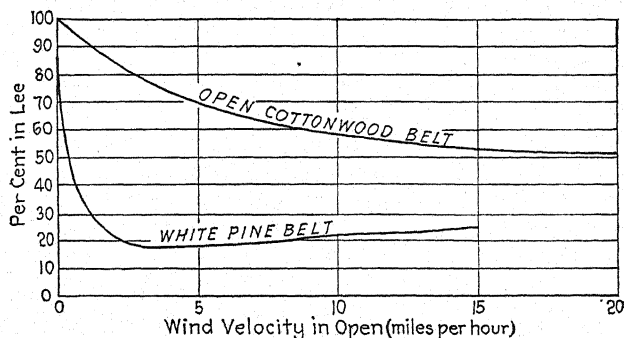 100
90
80
70
60
50
40
30
20
10
0
Per Cent in Lee
OPEN COTTONWOOD BELT
WHITE PINE BELT
0 5 10 15 20
Wind Velocity in Open (miles per hour)